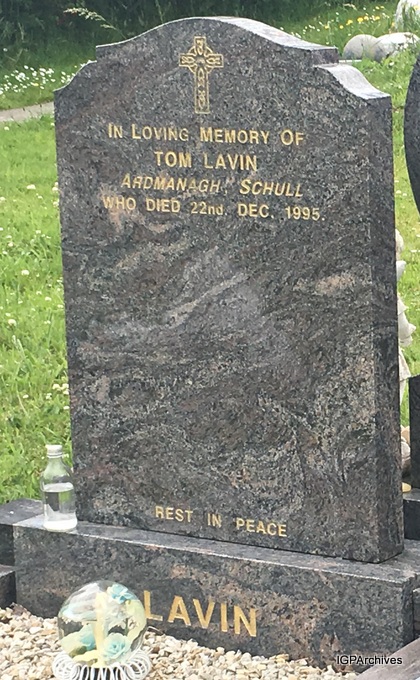 IN LOVING MEMORY OF
TOM LAVIN
ARDMANAGH, SCHULL
WHO DIED 22nd. DEC. 1995.
REST IN PEACE
LAVIN
IGPArchives